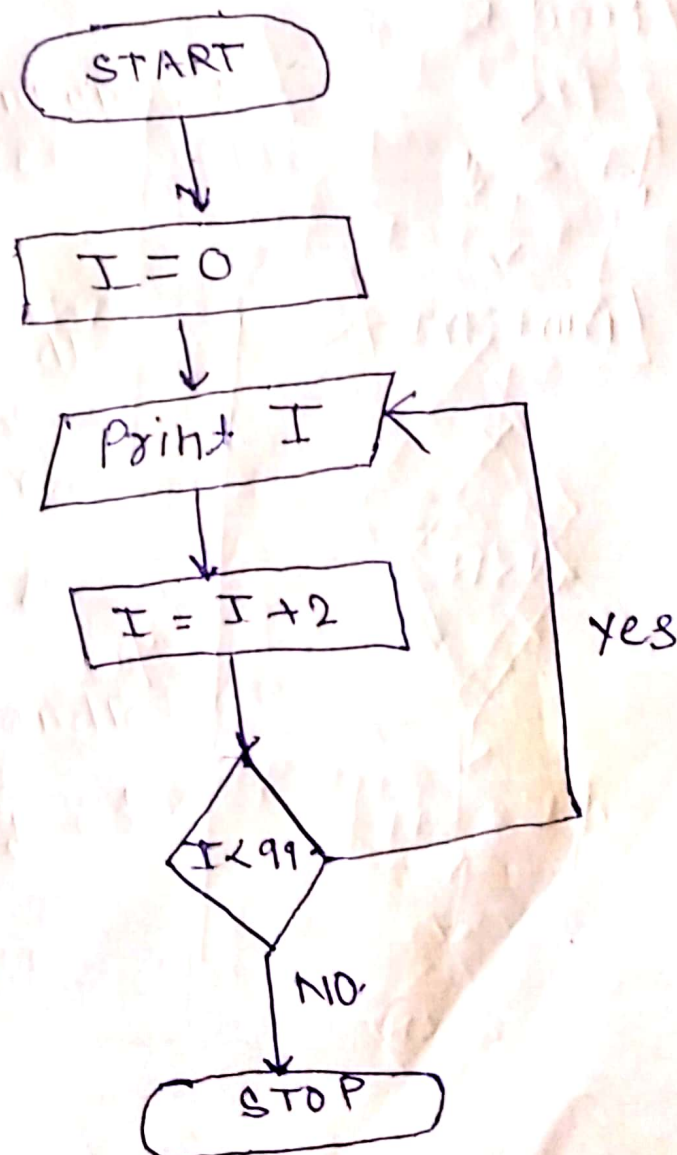 START
I = 0
Print I
I = I + 2
Yes
I < 99
NO.
STOP